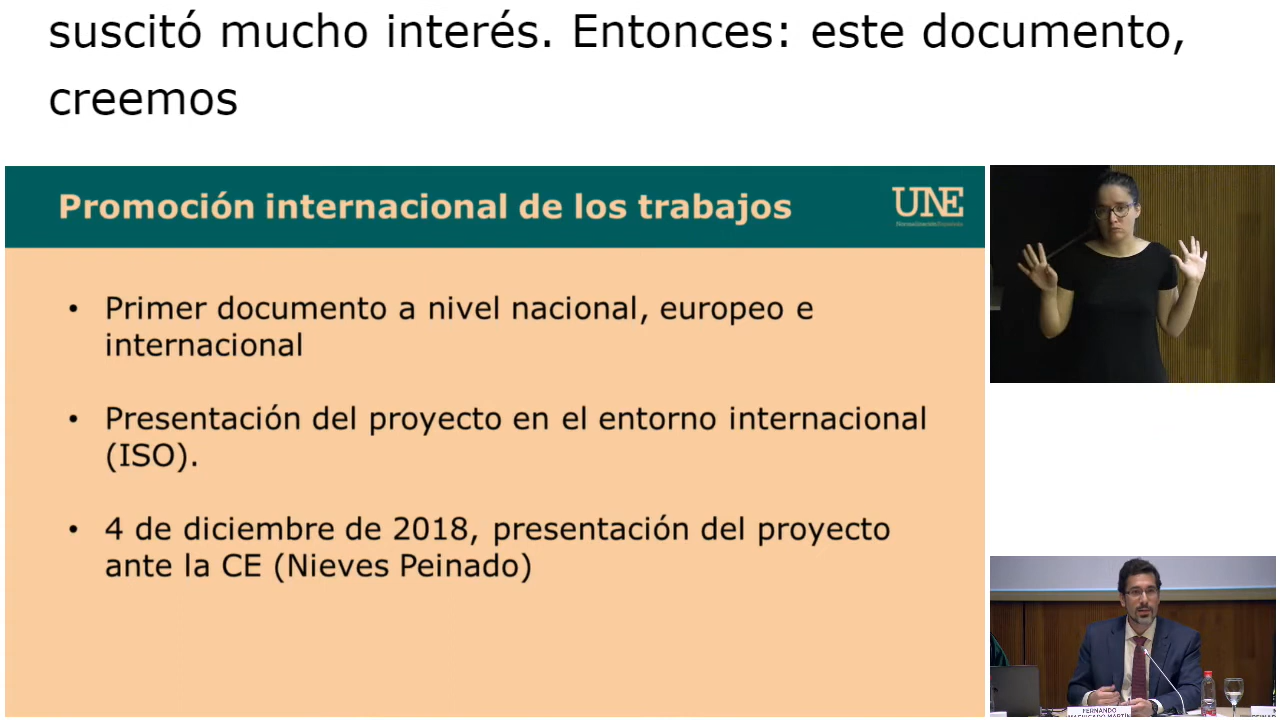 suscitó mucho interés. Entonces: este documento,
creemos
Promoción internacional de los trabajos
UNE
Normalización Española
• Primer documento a nivel nacional, europeo e
internacional
• Presentación del proyecto en el entorno internacional
(ISO).
• 4 de diciembre de 2018, presentación del proyecto
ante la CE (Nieves Peinado)
FERNANDO